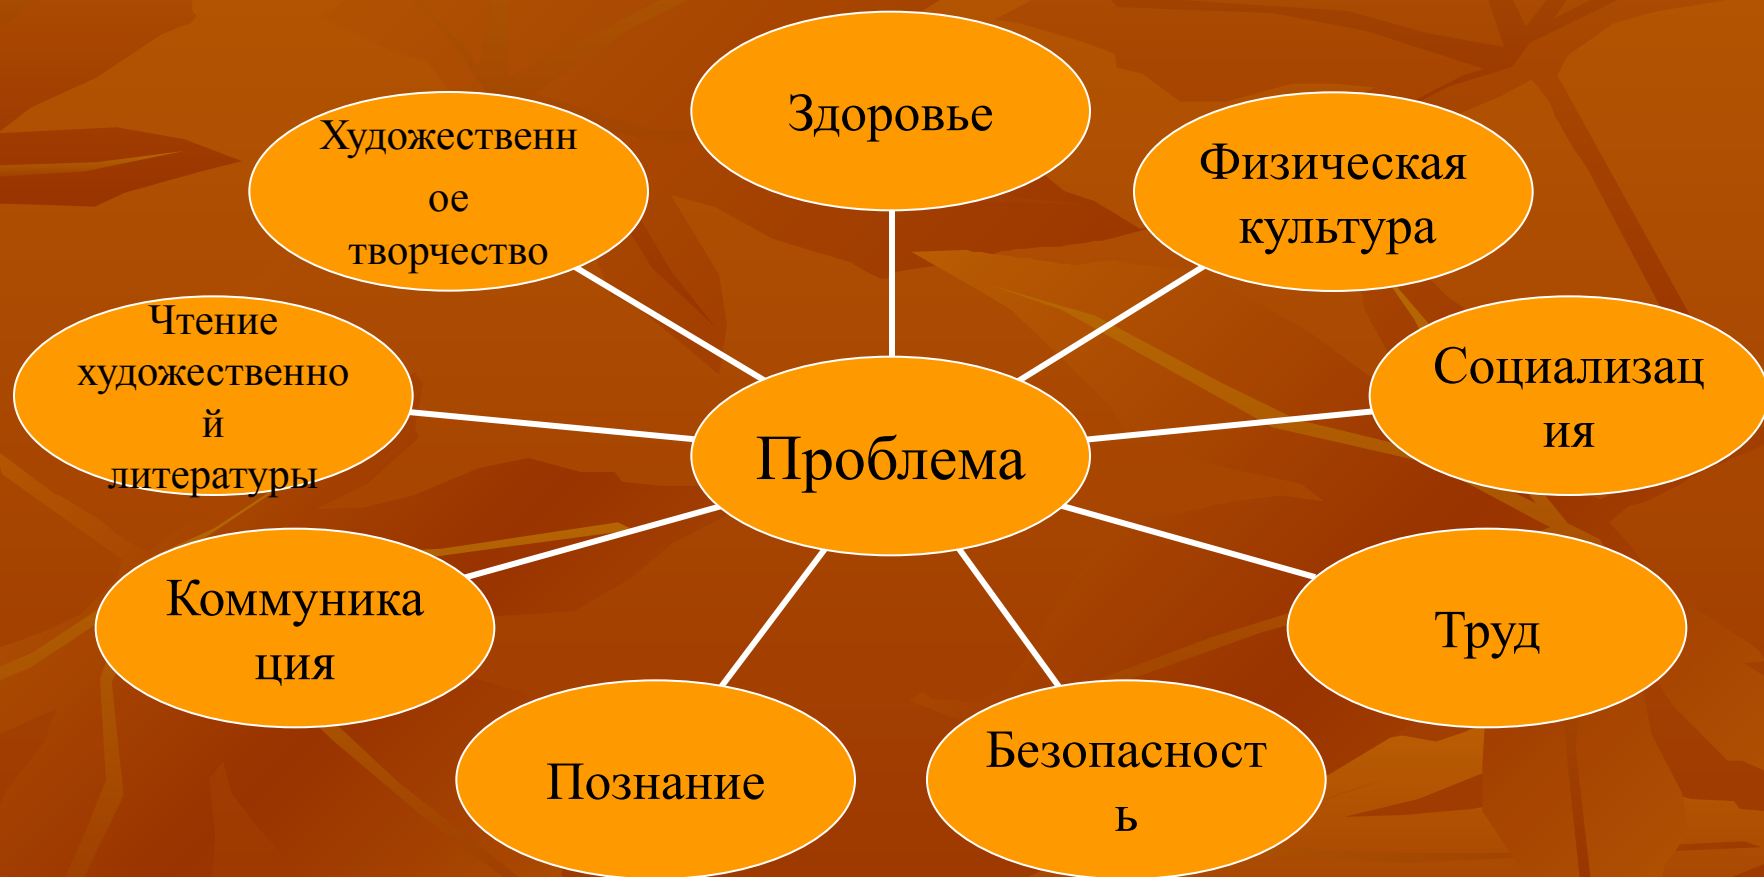 Здоровье
Художественн
ое
творчество
Физическая
культура
Чтение
художественно
й
литературы
Социализац
ия
Проблема
Коммуника
ция
Труд
Познание
Безопасност
ь